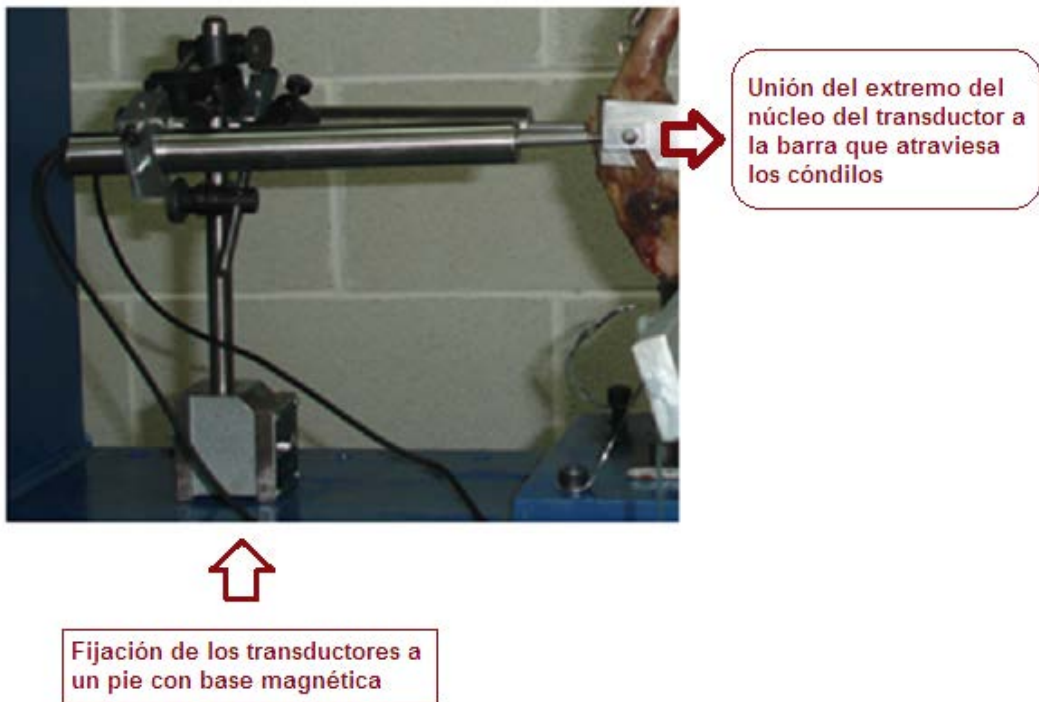 Unión del extremo del
núcleo del transductor a
la barra que atraviesa
los cóndilos
Fijación de los transductores a
un pie con base magnética